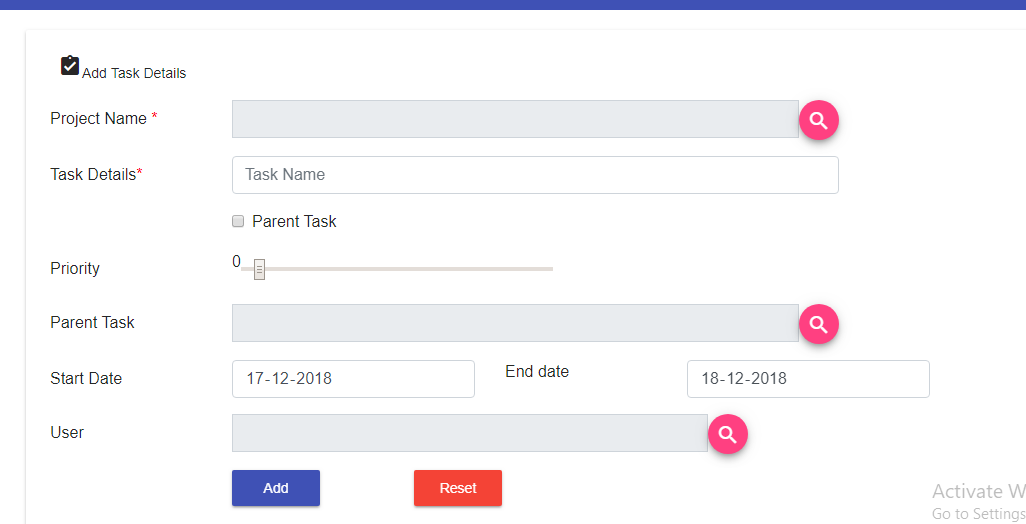 Add Task Details
Project Name *
Task Details*
Task Name
Parent Task
Priority
0
Parent Task
Start Date
17-12-2018
End date
18-12-2018
User
Add
Reset
Activate W
Go to Settings